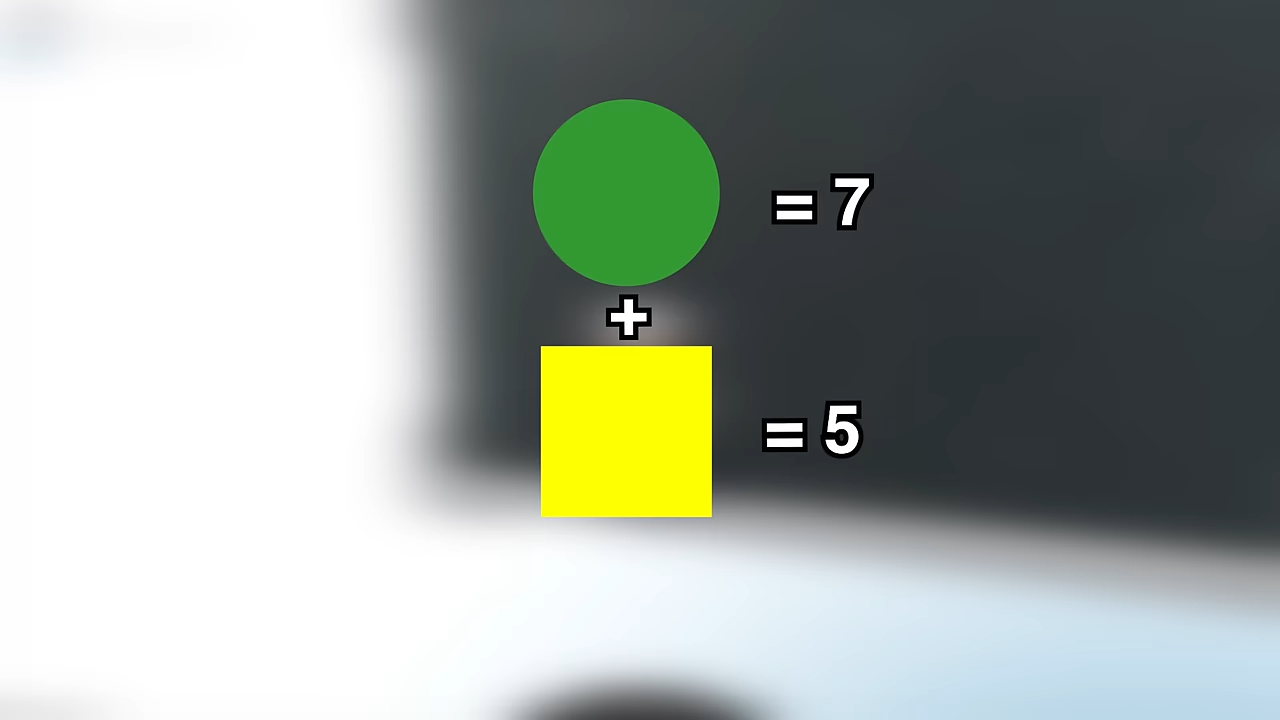 = 7
+
= 5